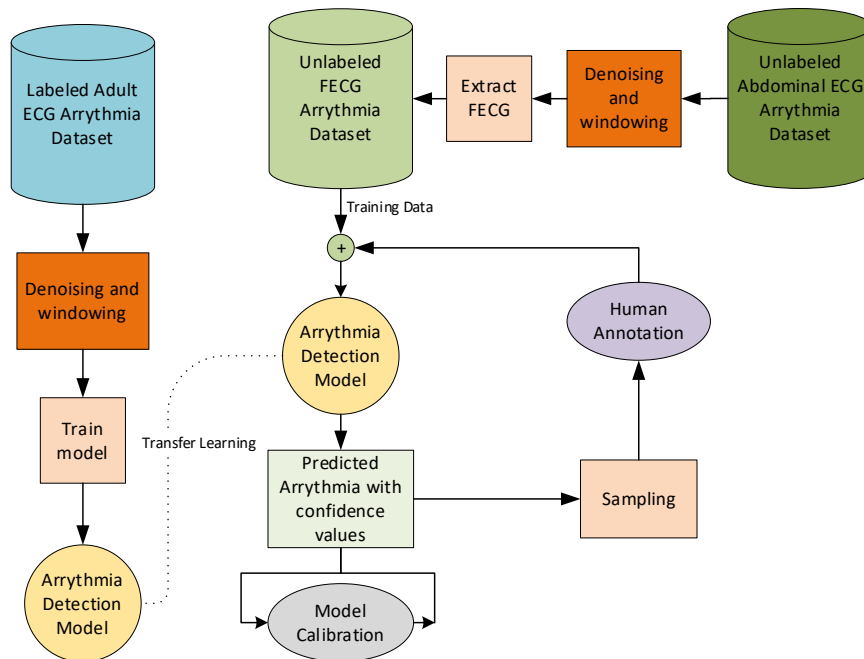 Labeled Adult
ECG Arrythmia
Dataset
Denoising and
windowing
Train
model
Arrythmia
Detection
Model
Transfer Learning
Unlabeled
FECG
Arrythmia
Dataset
Extract
FECG
Denoising
and
windowing
Unlabeled
Abdominal ECG
Arrythmia
Dataset
Training Data
+
Arrythmia
Detection
Model
Predicted
Arrythmia with
confidence
values
Model
Calibration
Sampling
Human
Annotation